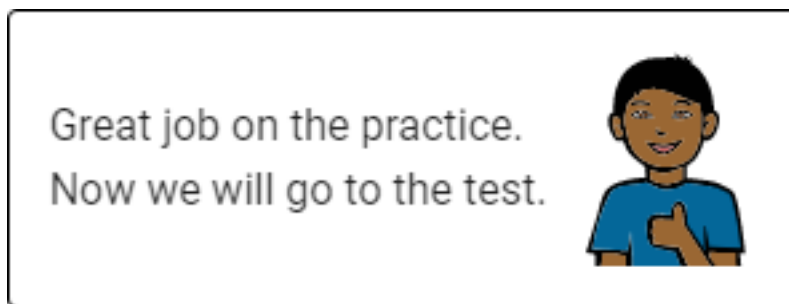 Great job on the practice.
Now we will go to the test.